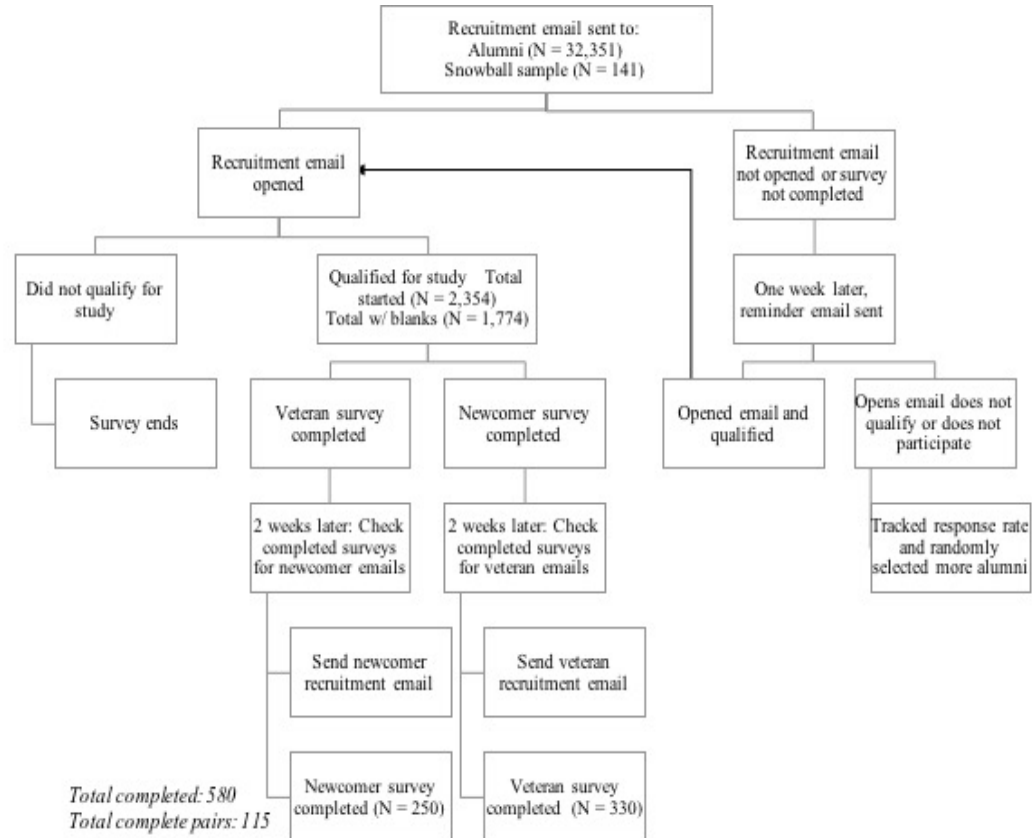 Recruitment email sent to:
Alumni (N = 32,351)
Snowball sample (N = 141)
Recruitment email
opened
Recruitment email
not opened or survey
not completed
Did not qualify for
study
Qualified for study Total
started (N = 2,354)
Total w/ blanks (N = 1,774)
One week later,
reminder email sent
Survey ends
Veteran survey
completed
Newcomer survey
completed
Opened email and
qualified
Opens email does not
qualify or does not
participate
2 weeks later: Check
completed surveys
for newcomer emails
2 weeks later: Check
completed surveys
for veteran emails
Tracked response rate
and randomly
selected more alumni
Send newcomer
recruitment email
Send veteran
recruitment email
Newcomer survey
completed (N = 250)
Veteran survey
completed (N = 330)
Total completed: 580
Total complete pairs: 115